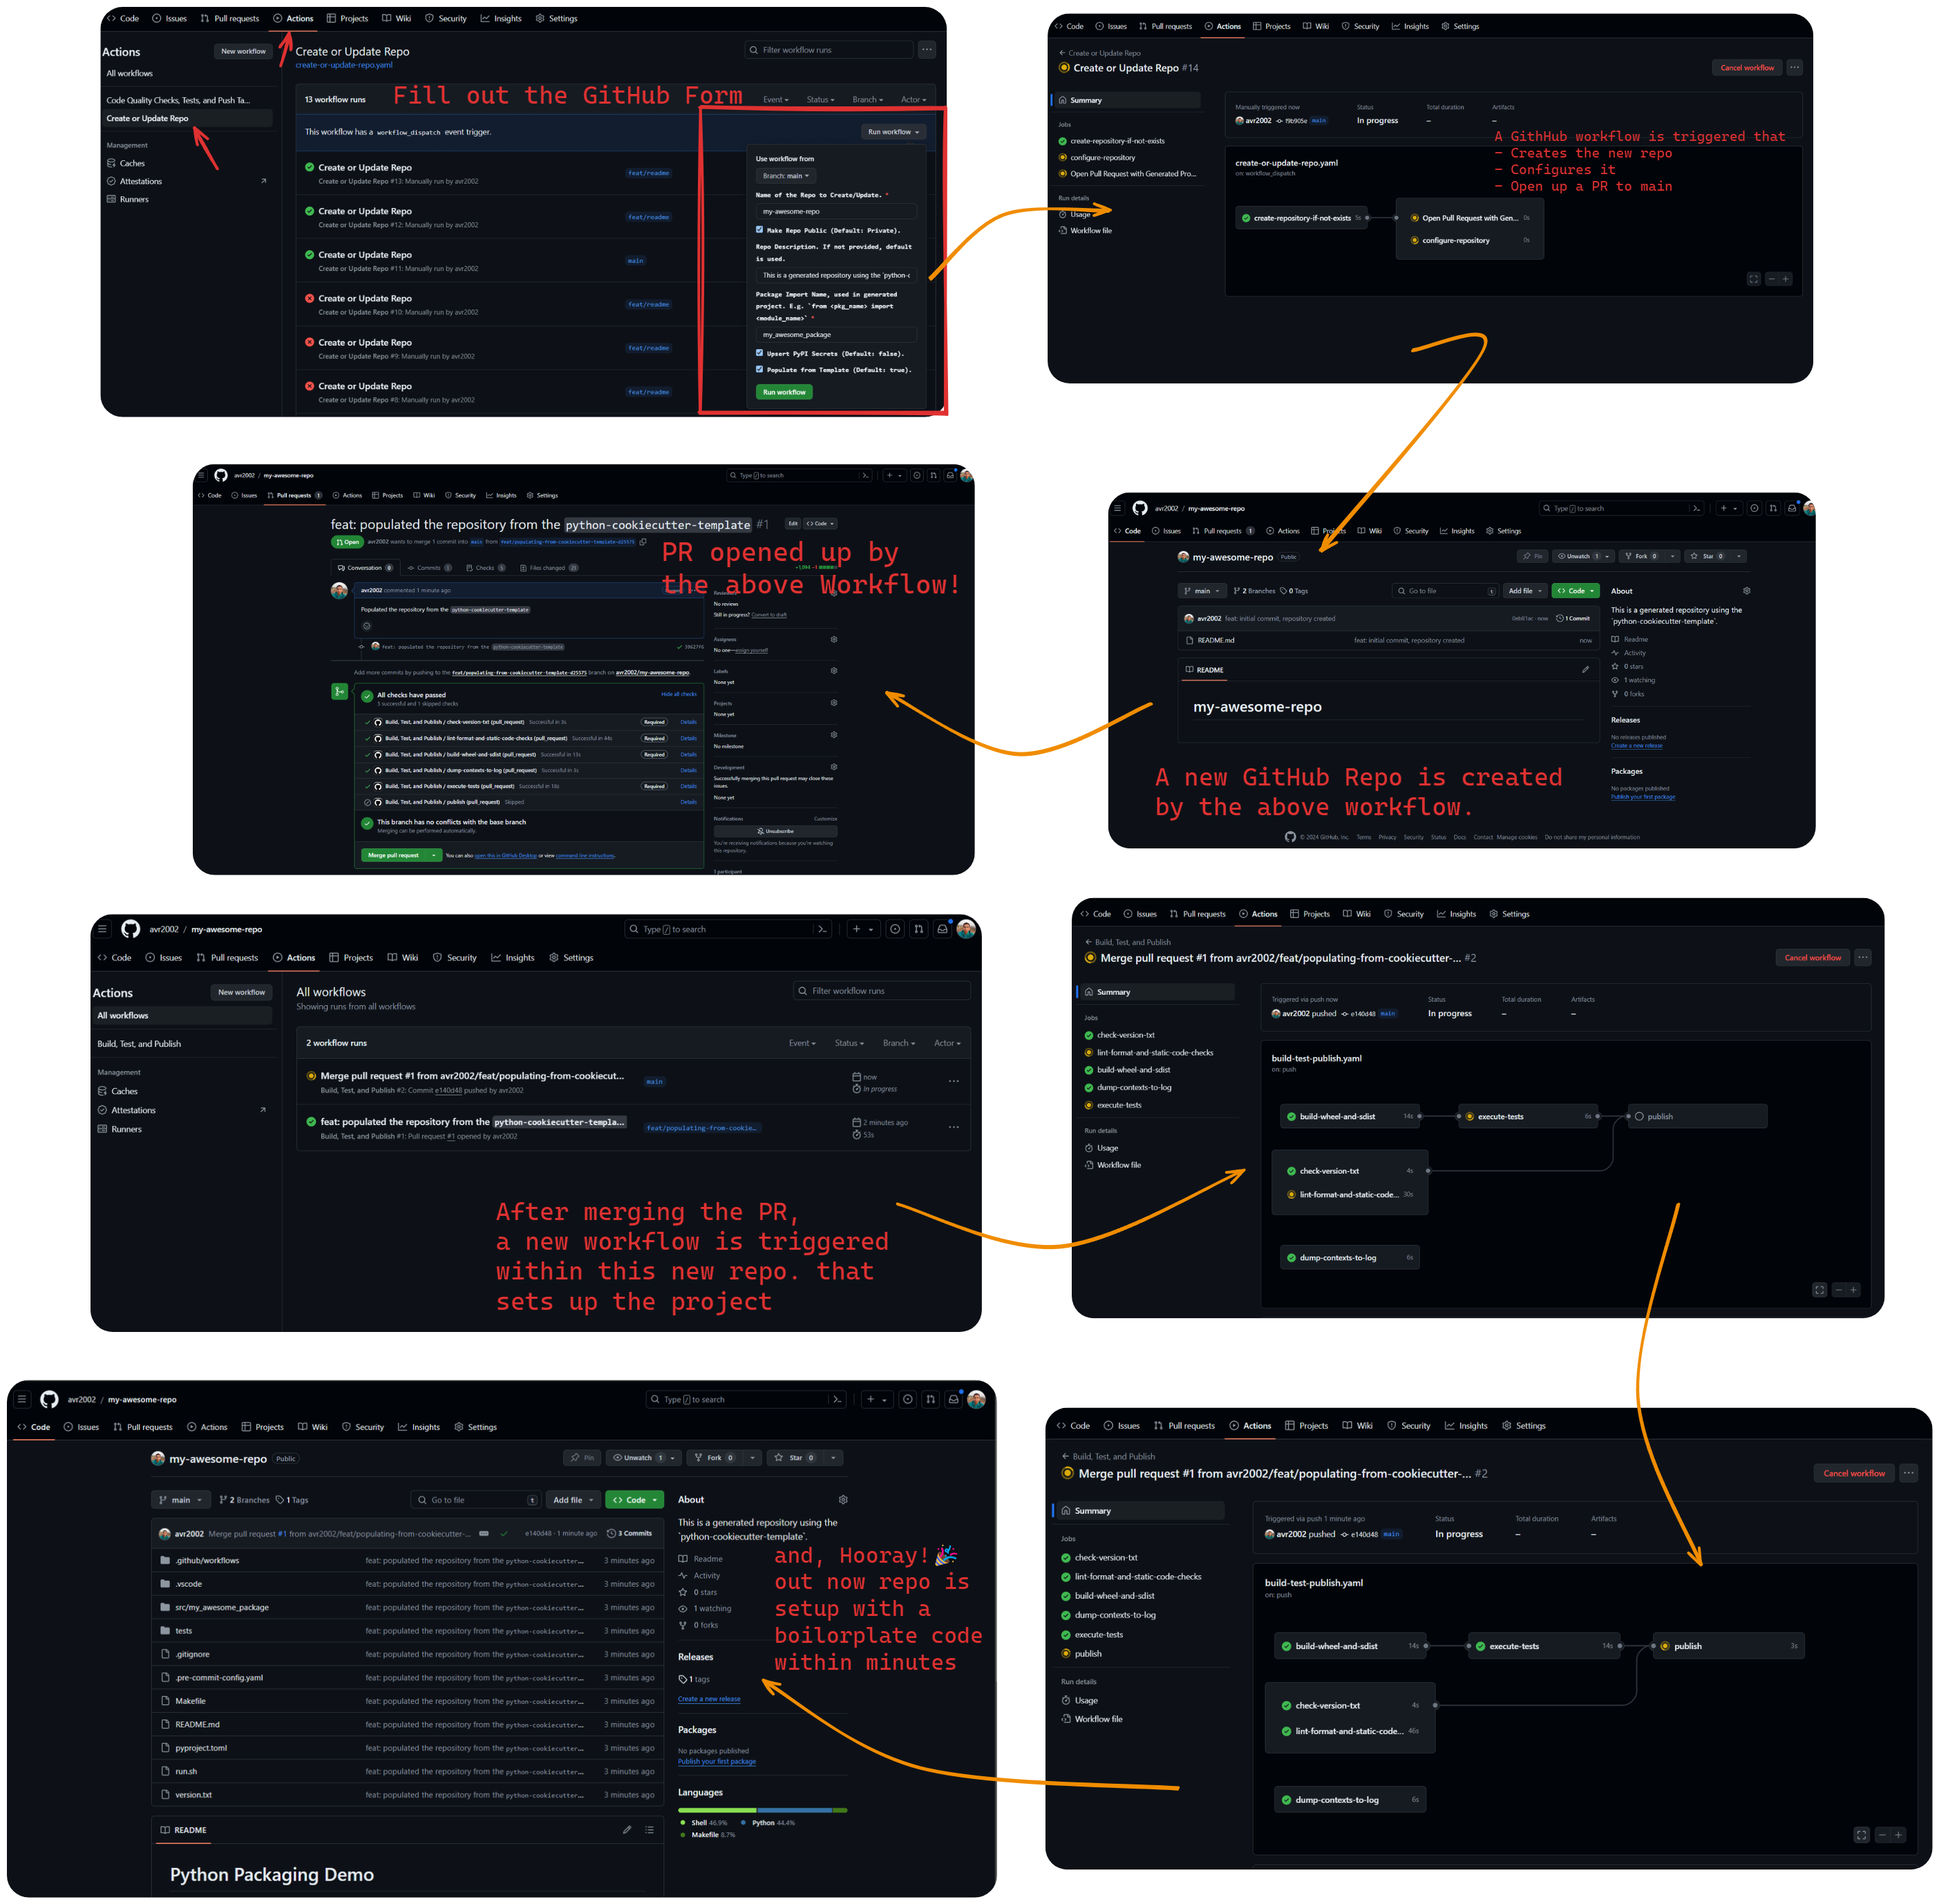 Code Issues Pull requests Actions Projects Wiki Security Insights Settings
Actions New workflow
All workflows
Code Quality Checks, Tests, and Push Ta...
Create or Update Repo
Management
Caches
Attestations
Runners
Create or Update Repo
create-or-update-repo.yaml
Filter workflow runs
Fill out the GitHub Form
13 workflow runs Event Status Branch Actor
This workflow has a workflow_dispatch event trigger.
Run workflow
Create or Update Repo
Create or Update Repo #13: Manually run by avr2002
feat/readme
Create or Update Repo
Create or Update Repo #12: Manually run by avr2002
feat/readme
Create or Update Repo
Create or Update Repo #11: Manually run by avr2002
main
Create or Update Repo
Create or Update Repo #10: Manually run by avr2002
feat/readme
Create or Update Repo
Create or Update Repo #9: Manually run by avr2002
feat/readme
Create or Update Repo
Create or Update Repo #8: Manually run by avr2002
feat/readme
Use workflow from
Branch: main
Name of the Repo to Create/Update. *
my-awesome-repo
Make Repo Public (Default: Private).
Repo Description. If not provided, default
is used.
This is a generated repository using the `python-c
Package Import Name, used in generated
project. E.g. `from <pkg_name> import
<module_name>` *
my_awesome_package
Upsert PyPI Secrets (Default: false).
Populate from Template (Default: true).
Run workflow
Code Issues Pull requests Actions Projects Wiki Security Insights Settings
Create or Update Repo
Create or Update Repo #14
Cancel workflow
Summary
Jobs
create-repository-if-not-exists
configure-repository
Open Pull Request with Generated Pro...
Run details
Usage
Workflow file
Manually triggered now Status Total duration Artifacts
avr2002 f9b905e main In progress – –
A GithHub workflow is triggered that
- Creates the new repo
- Configures it
- Open up a PR to main
create-or-update-repo.yaml
on: workflow_dispatch
create-repository-if-not-exists 5s
Open Pull Request with Gen... 0s
configure-repository 0s
avr2002 / my-awesome-repo
Type / to search
Code Issues Pull requests 1 Actions Projects Wiki Security Insights Settings
feat: populated the repository from the python-cookiecutter-template #1
Edit Code
Open avr2002 wants to merge 1 commit into main from feat/populating-from-cookiecutter-template-d35575
PR opened up by
the above Workflow!
Conversation 0 Commits 1 Checks 5 Files changed 21
avr2002 commented 1 minute ago
Populated the repository from the python-cookiecutter-template
feat: populated the repository from the python-cookiecutter-template
Add more commits by pushing to the feat/populating-from-cookiecutter-template-d35575 branch on avr2002/my-awesome-repo.
All checks have passed
5 successful and 1 skipped checks
Hide all checks
Build, Test, and Publish / check-version-txt (pull_request) Successful in 3s Required Details
Build, Test, and Publish / lint-format-and-static-code-checks (pull_request) Successful in 44s Required Details
Build, Test, and Publish / build-wheel-and-sdist (pull_request) Successful in 13s Required Details
Build, Test, and Publish / dump-contexts-to-log (pull_request) Successful in 3s Details
Build, Test, and Publish / execute-tests (pull_request) Successful in 18s Required Details
Build, Test, and Publish / publish (pull_request) Skipped Details
This branch has no conflicts with the base branch
Merging can be performed automatically.
Merge pull request
You can also open this in GitHub Desktop or view command line instructions.
No reviews
Still in progress? Convert to draft
Assignees
No one—assign yourself
Labels
None yet
Projects
None yet
Milestone
No milestone
Development
Successfully merging this pull request may close these
issues.
None yet
Notifications Customize
Unsubscribe
You're receiving notifications because you're watching
this repository.
1 participant
avr2002 / my-awesome-repo
Type / to search
Code Issues Pull requests 1 Actions Projects Wiki Security Insights Settings
my-awesome-repo Public
Pin Unwatch 1 Fork 0 Star 0
main 2 Branches 0 Tags
Go to file t Add file Code
avr2002 feat: initial commit, repository created
now 1 Commit
README.md feat: initial commit, repository created now
README
my-awesome-repo
About
This is a generated repository using the
`python-cookiecutter-template`.
Readme
Activity
0 stars
1 watching
0 forks
Releases
No releases published
Create a new release
Packages
No packages published
Publish your first package
A new GitHub Repo is created
by the above workflow.
© 2024 GitHub, Inc. Terms Privacy Security Status Docs Contact Manage cookies Do not share my personal information
avr2002 / my-awesome-repo
Type / to search
Code Issues Pull requests Actions Projects Wiki Security Insights Settings
Actions New workflow
All workflows
Build, Test, and Publish
Management
Caches
Attestations
Runners
All workflows
Showing runs from all workflows
Filter workflow runs
2 workflow runs Event Status Branch Actor
Merge pull request #1 from avr2002/feat/populating-from-cookiecut...
Build, Test, and Publish #2: Commit e140d48 pushed by avr2002
main
now
In progress
feat: populated the repository from the python-cookiecutter-templa...
Build, Test, and Publish #1: Pull request #1 opened by avr2002
feat/populating-from-cookie...
2 minutes ago
53s
After merging the PR,
a new workflow is triggered
within this new repo. that
sets up the project
Code Issues Pull requests Actions Projects Wiki Security Insights Settings
Build, Test, and Publish
Merge pull request #1 from avr2002/feat/populating-from-cookiecutter-... #2
Cancel workflow
Summary
Jobs
check-version-txt
lint-format-and-static-code-checks
build-wheel-and-sdist
dump-contexts-to-log
execute-tests
Run details
Usage
Workflow file
Triggered via push now Status Total duration Artifacts
avr2002 pushed e140d48 main In progress – –
build-test-publish.yaml
on: push
build-wheel-and-sdist 14s
execute-tests 6s
publish
check-version-txt 4s
lint-format-and-static-code... 30s
dump-contexts-to-log 6s
avr2002 / my-awesome-repo
Type / to search
Code Issues Pull requests Actions Projects Wiki Security Insights Settings
my-awesome-repo Public
Pin Unwatch 1 Fork 0 Star 0
main 2 Branches 1 Tags
Go to file t Add file Code
avr2002 Merge pull request #1 from avr2002/feat/populating-from-cookiecutter-...
e140d48 · 1 minute ago 3 Commits
.github/workflows feat: populated the repository from the python-cookiecutter... 3 minutes ago
.vscode feat: populated the repository from the python-cookiecutter... 3 minutes ago
src/my_awesome_package feat: populated the repository from the python-cookiecutter... 3 minutes ago
tests feat: populated the repository from the python-cookiecutter... 3 minutes ago
.gitignore feat: populated the repository from the python-cookiecutter... 3 minutes ago
.pre-commit-config.yaml feat: populated the repository from the python-cookiecutter... 3 minutes ago
Makefile feat: populated the repository from the python-cookiecutter... 3 minutes ago
README.md feat: populated the repository from the python-cookiecutter... 3 minutes ago
pyproject.toml feat: populated the repository from the python-cookiecutter... 3 minutes ago
run.sh feat: populated the repository from the python-cookiecutter... 3 minutes ago
version.txt feat: populated the repository from the python-cookiecutter... 3 minutes ago
README
Python Packaging Demo
About
This is a generated repository using the
`python-cookiecutter-template`.
Readme
Activity
0 stars
1 watching
0 forks
Releases
1 tags
Create a new release
Packages
No packages published
Publish your first package
Languages
Shell 46.9% Python 44.4%
Makefile 8.7%
and, Hooray!🎉
out now repo is
setup with a
boilorplate code
within minutes
Code Issues Pull requests Actions Projects Wiki Security Insights Settings
Build, Test, and Publish
Merge pull request #1 from avr2002/feat/populating-from-cookiecutter-... #2
Cancel workflow
Summary
Jobs
check-version-txt
lint-format-and-static-code-checks
build-wheel-and-sdist
dump-contexts-to-log
execute-tests
publish
Run details
Usage
Workflow file
Triggered via push 1 minute ago Status Total duration Artifacts
avr2002 pushed e140d48 main In progress – –
build-test-publish.yaml
on: push
build-wheel-and-sdist 14s
execute-tests 14s
publish 3s
check-version-txt 4s
lint-format-and-static-code... 46s
dump-contexts-to-log 6s